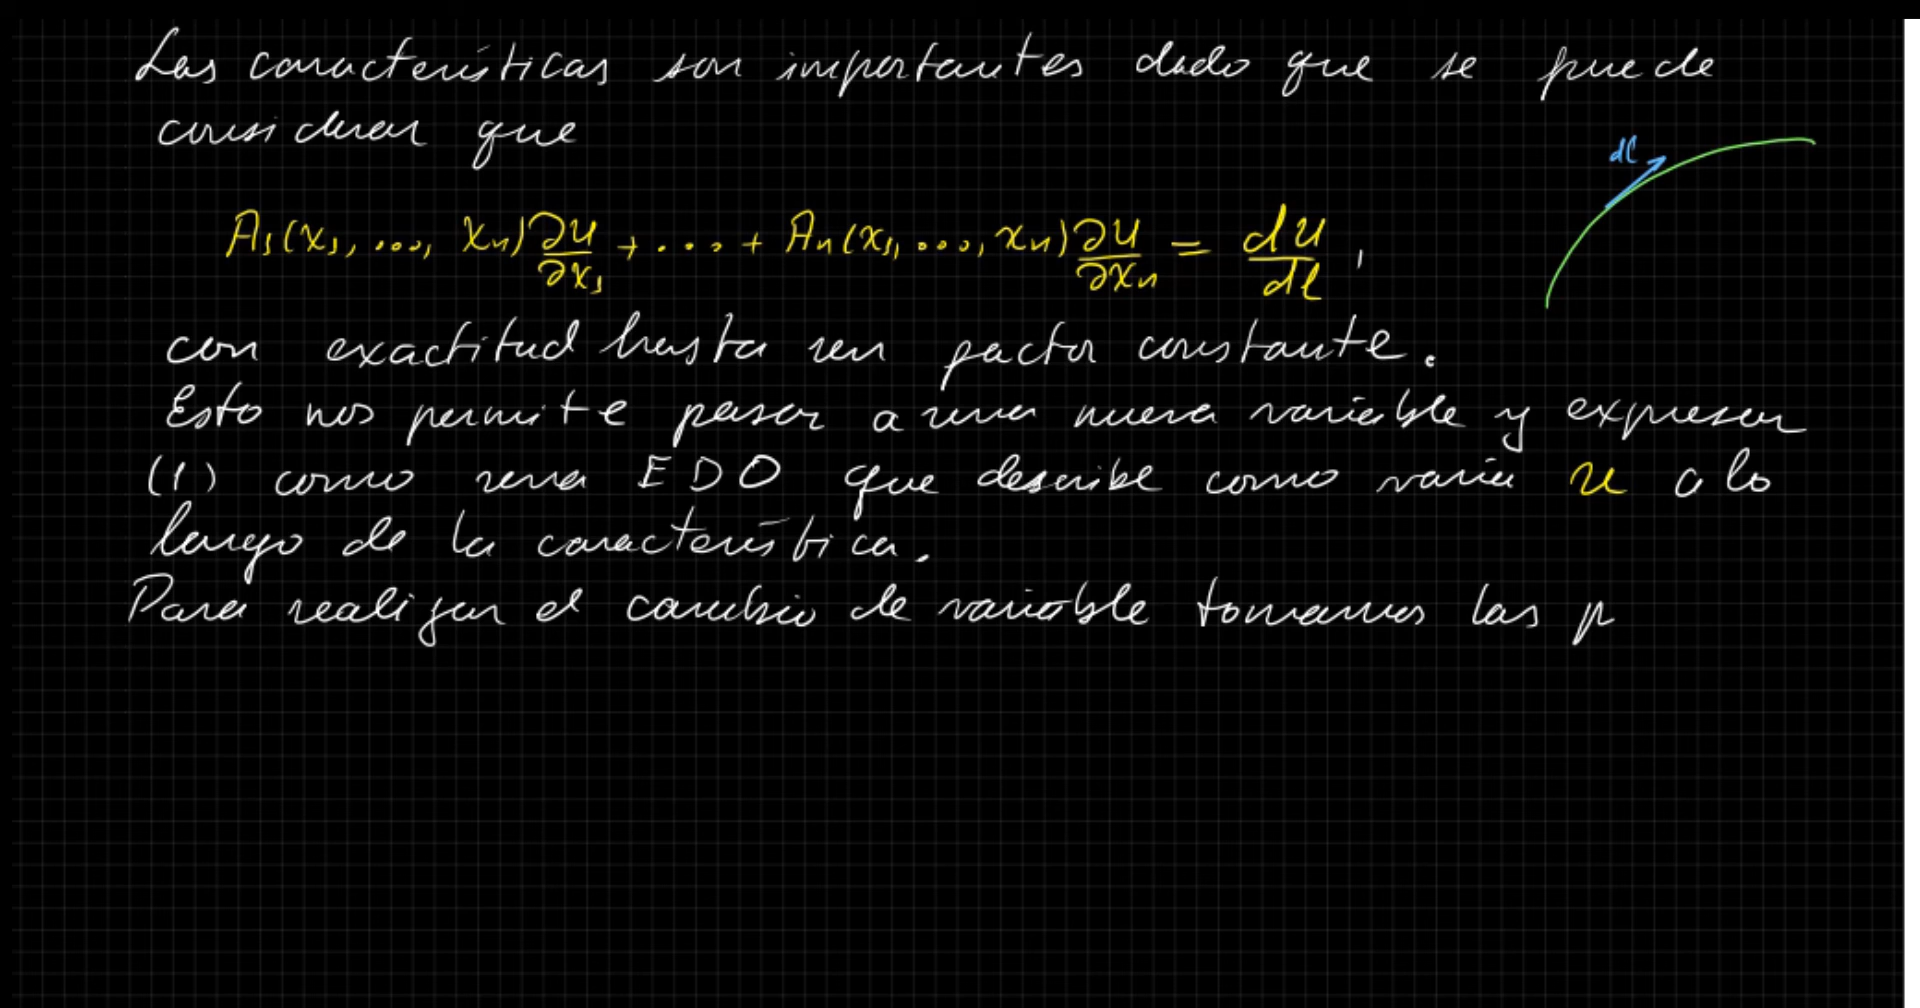 Las características son importantes dado que se puede
considerar que
dl
A₁(x₁, ..., xₙ) ∂u/∂x₁ + ... + Aₙ(x₁, ..., xₙ) ∂u/∂xₙ = du/dl ,
con exactitud hasta un factor constante.
Esto nos permite pasar a una nueva variable y expresar
(1) como una EDO que describe como varia u a lo
largo de la característica.
Para realizar el cambio de variable tomamos las p